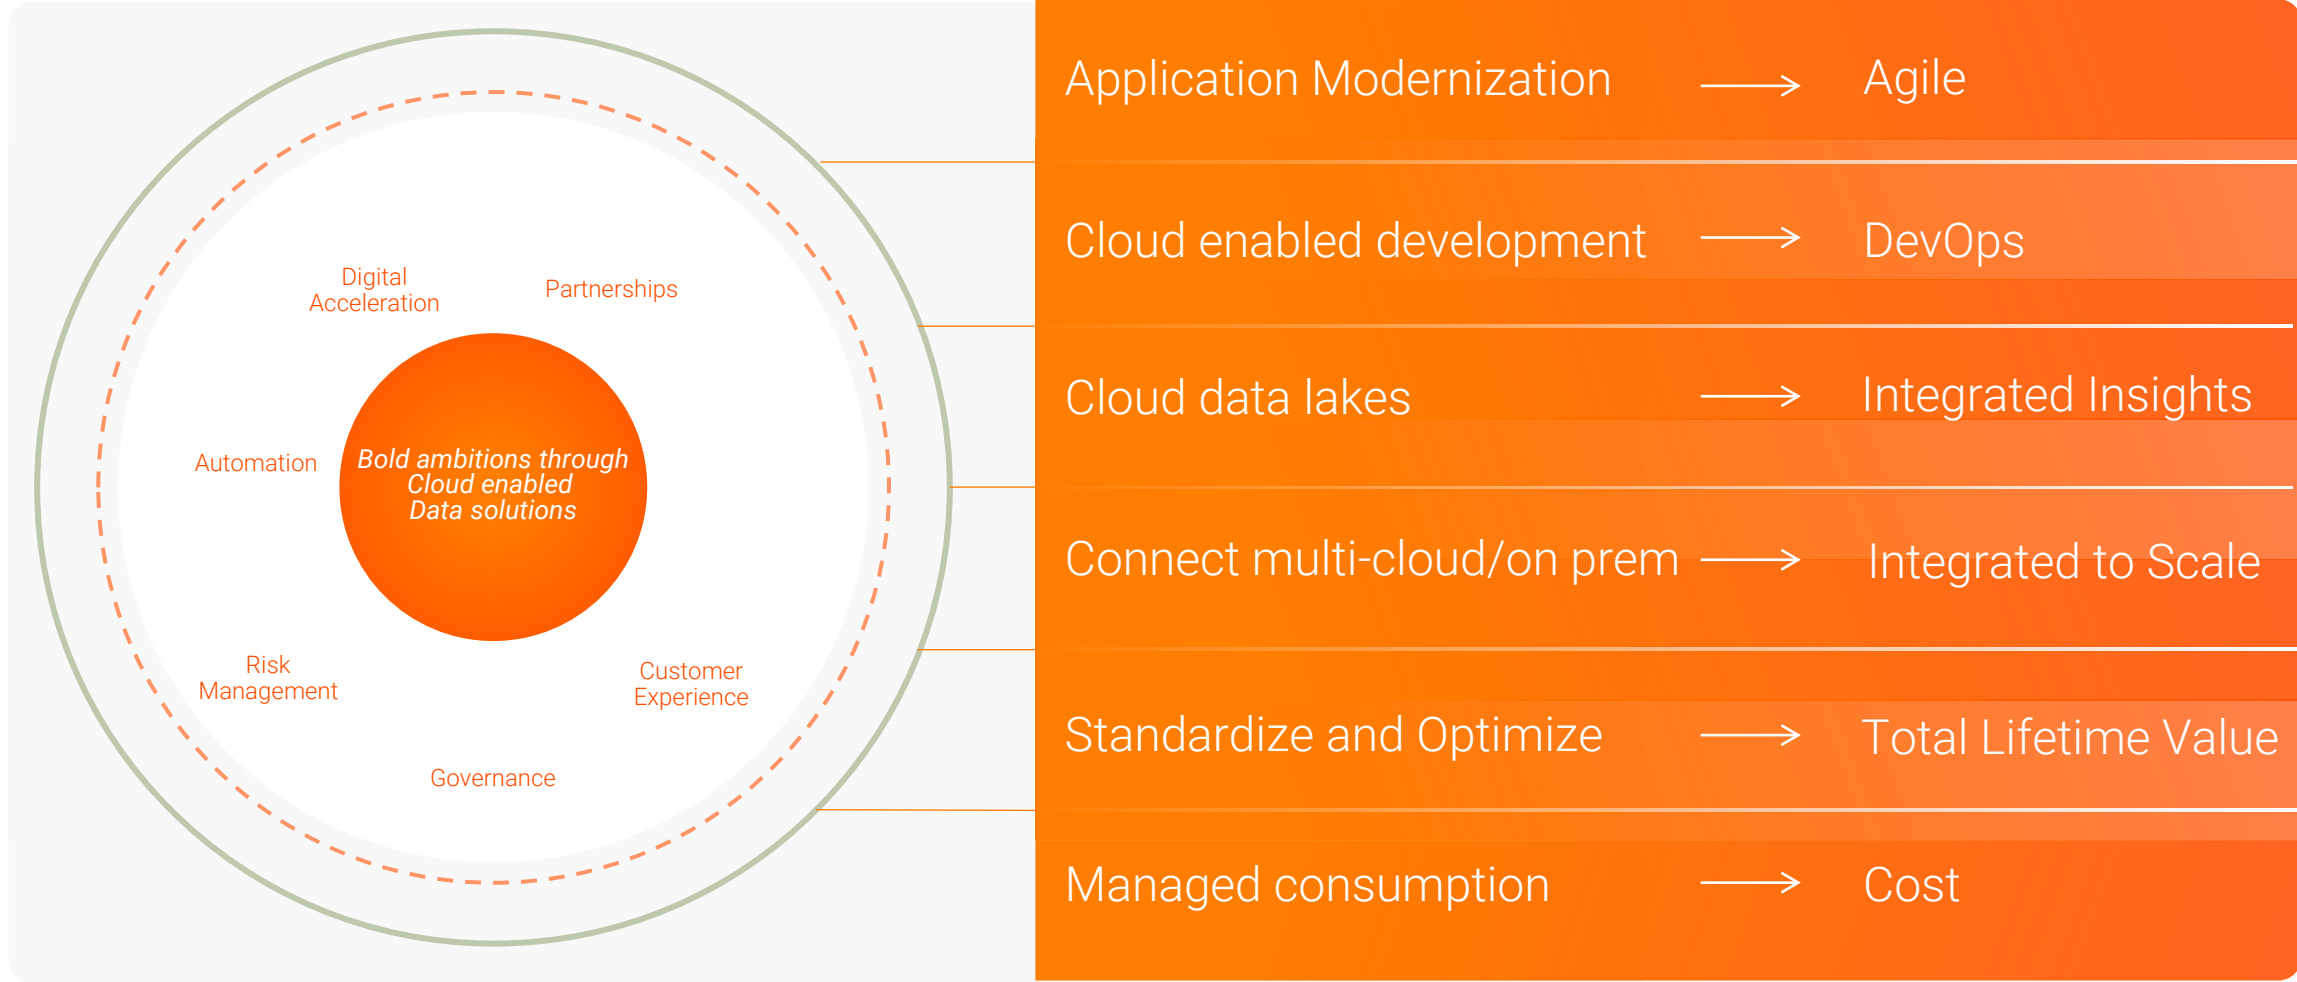 Digital
Acceleration
Partnerships
Automation
Bold ambitions through
Cloud enabled
Data solutions
Risk
Management
Customer
Experience
Governance
Application Modernization
Agile
Cloud enabled development
DevOps
Cloud data lakes
Integrated Insights
Connect multi-cloud/on prem
Integrated to Scale
Standardize and Optimize
Total Lifetime Value
Managed consumption
Cost